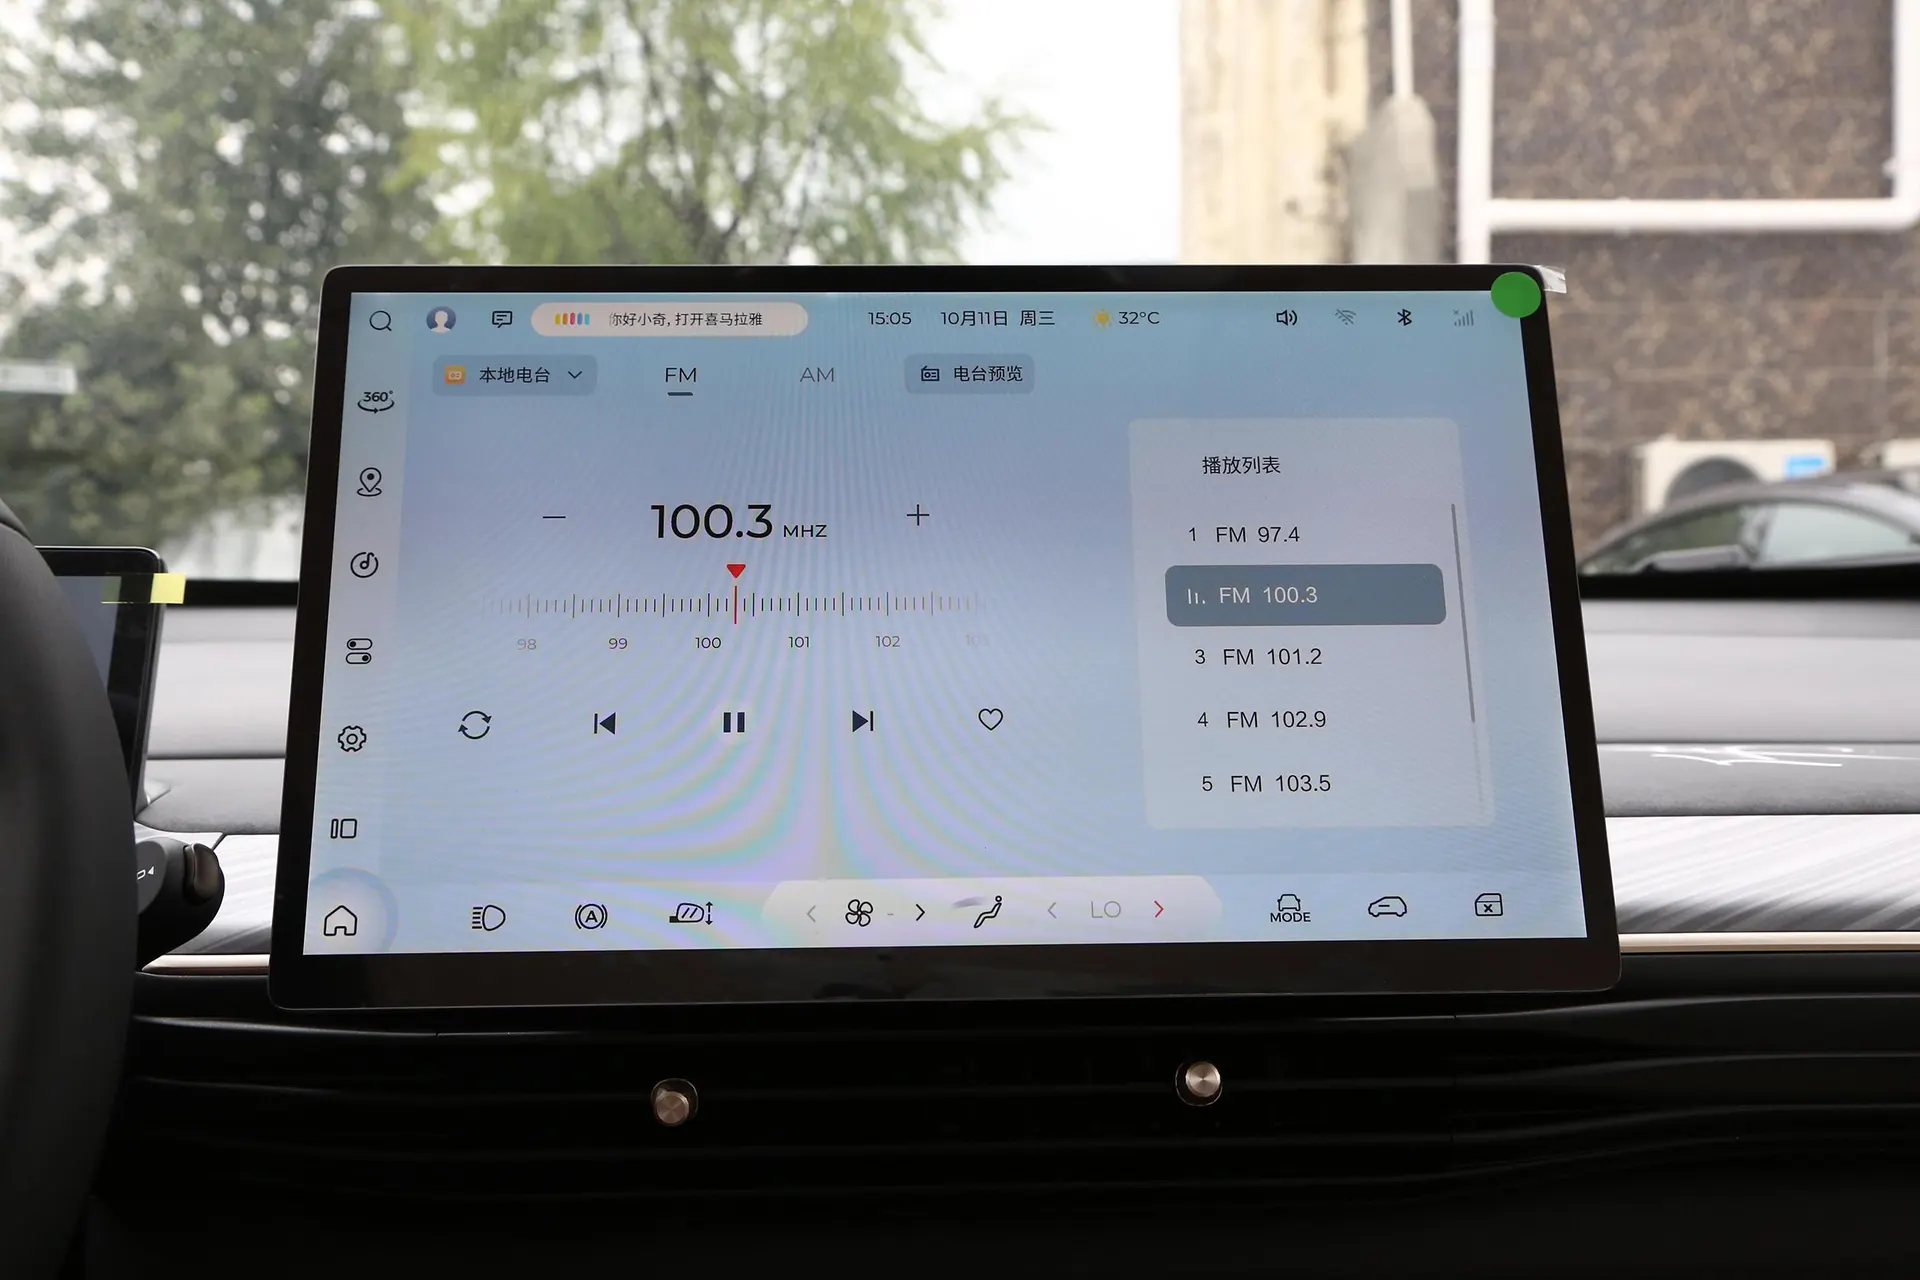 你好小奇, 打开喜马拉雅
15:05 10月11日 周三 32°C
本地电台 FM AM 电台预览
360°
100.3 MHZ
98 99 100 101 102
播放列表
1 FM 97.4
FM 100.3
3 FM 101.2
4 FM 102.9
5 FM 103.5
A
LO
MODE